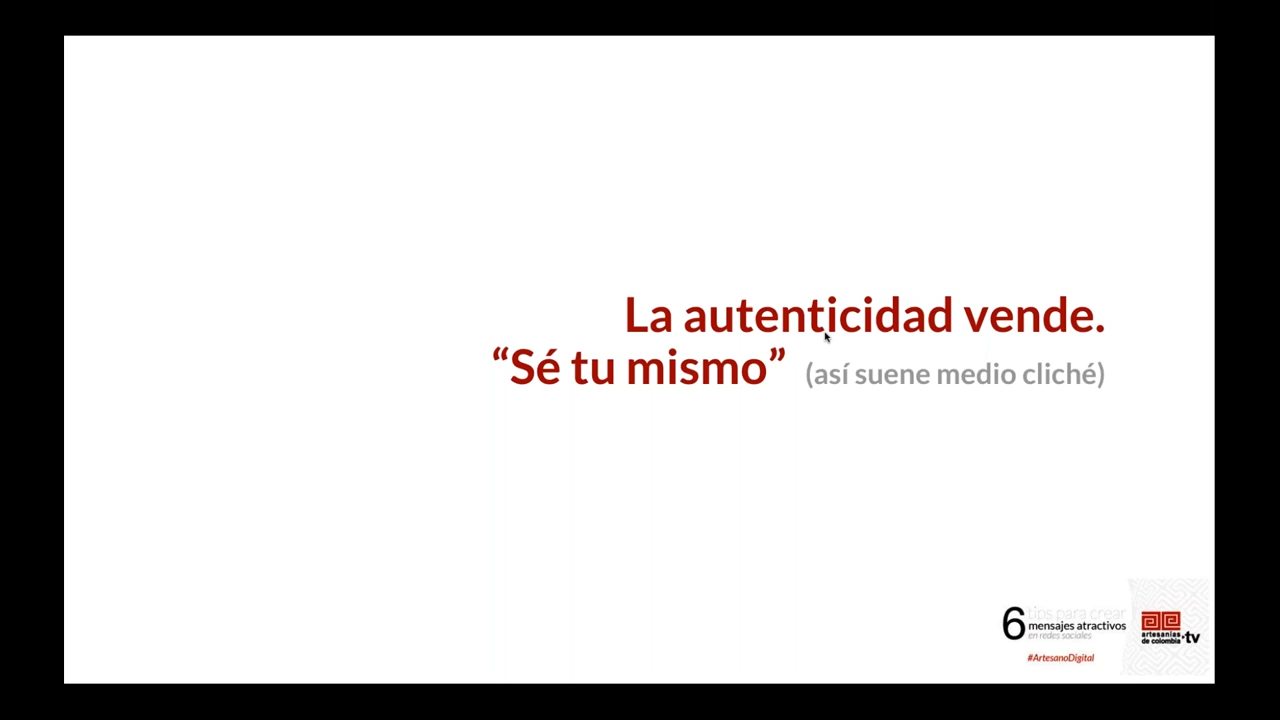 La autenticidad vende.
“Sé tu mismo” (así suene medio cliché)
6 tips para crear
mensajes atractivos
en redes sociales
#ArtesanoDigital
artesanías
de colombia .tv